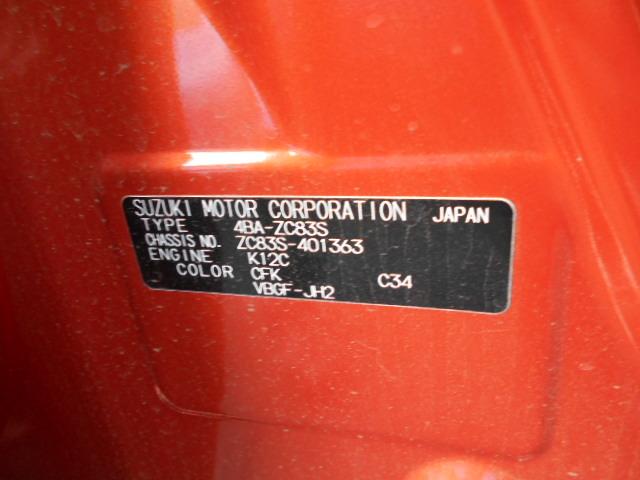 SUZUKI MOTOR CORPORATION JAPAN
TYPE 4BA-ZC83S
CHASSIS NO. ZC83S-401363
ENGINE K12C
COLOR CFK C34
VBGF-JH2